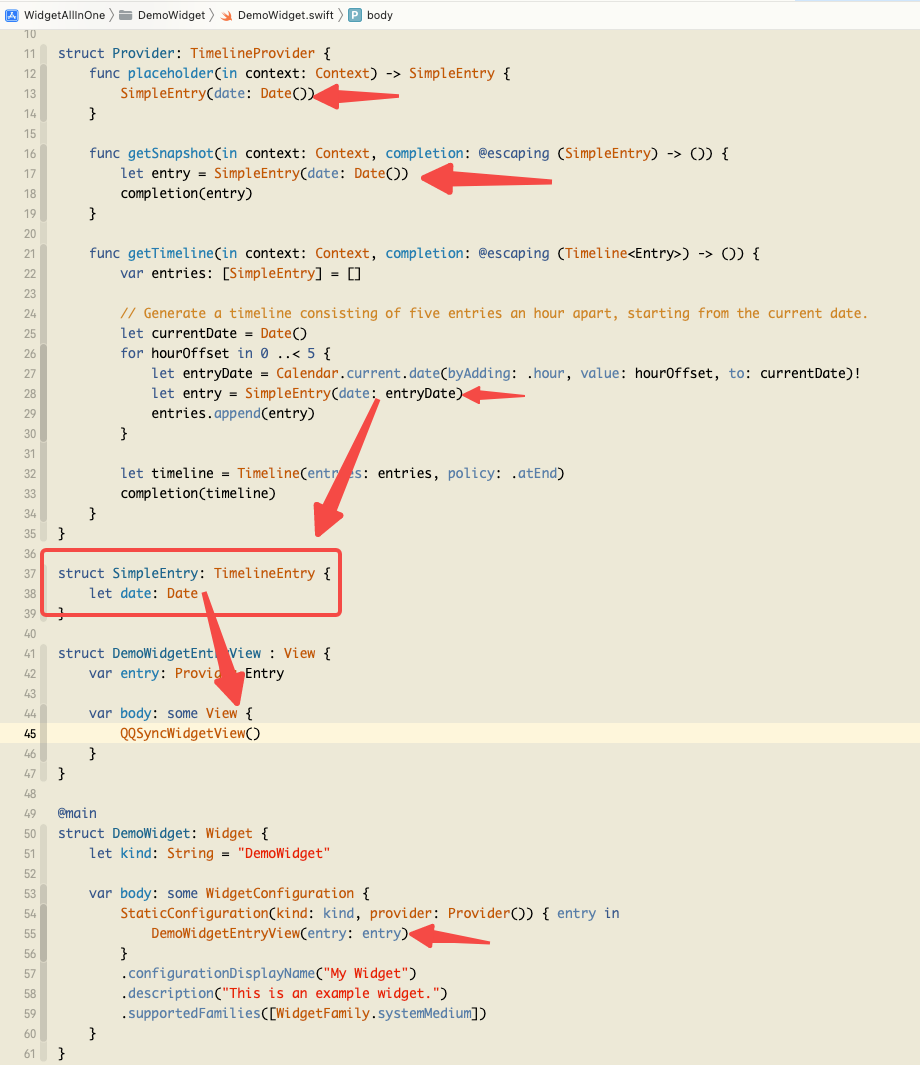 WidgetAllInOne 〉 DemoWidget 〉 DemoWidget.swift 〉 P body
10
11 struct Provider: TimelineProvider {
12     func placeholder(in context: Context) -> SimpleEntry {
13         SimpleEntry(date: Date())
14     }
15
16     func getSnapshot(in context: Context, completion: @escaping (SimpleEntry) -> ()) {
17         let entry = SimpleEntry(date: Date())
18         completion(entry)
19     }
20
21     func getTimeline(in context: Context, completion: @escaping (Timeline<Entry>) -> ()) {
22         var entries: [SimpleEntry] = []
23
24         // Generate a timeline consisting of five entries an hour apart, starting from the current date.
25         let currentDate = Date()
26         for hourOffset in 0 ..< 5 {
27             let entryDate = Calendar.current.date(byAdding: .hour, value: hourOffset, to: currentDate)!
28             let entry = SimpleEntry(date: entryDate)
29             entries.append(entry)
30         }
31
32         let timeline = Timeline(entries: entries, policy: .atEnd)
33         completion(timeline)
34     }
35 }
36
37 struct SimpleEntry: TimelineEntry {
38     let date: Date
39 }
40
41 struct DemoWidgetEntryView : View {
42     var entry: Provider.Entry
43
44     var body: some View {
45         QQSyncWidgetView()
46     }
47 }
48
49 @main
50 struct DemoWidget: Widget {
51     let kind: String = "DemoWidget"
52
53     var body: some WidgetConfiguration {
54         StaticConfiguration(kind: kind, provider: Provider()) { entry in
55             DemoWidgetEntryView(entry: entry)
56         }
57         .configurationDisplayName("My Widget")
58         .description("This is an example widget.")
59         .supportedFamilies([WidgetFamily.systemMedium])
60     }
61 }